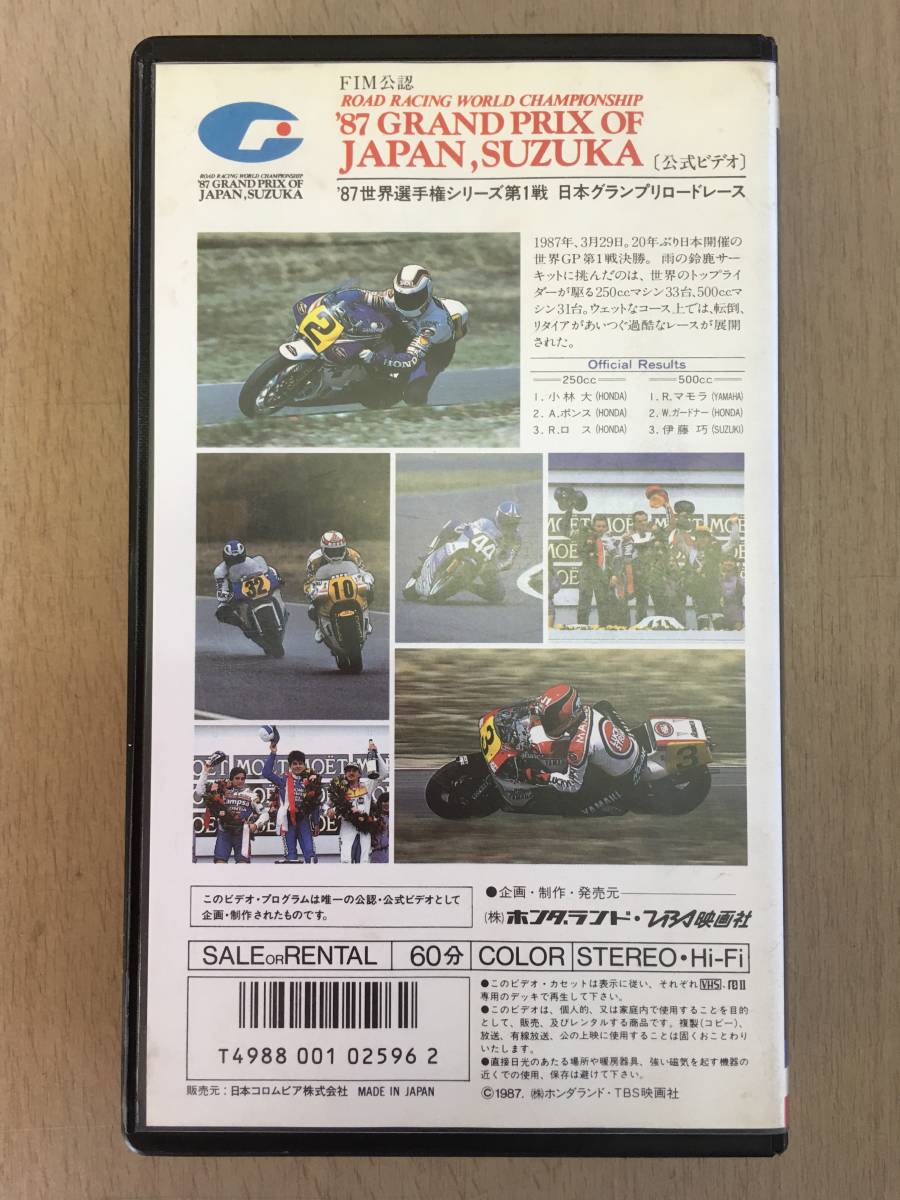 FIM公認
ROAD RACING WORLD CHAMPIONSHIP
'87 GRAND PRIX OF
JAPAN, SUZUKA
〔公式ビデオ〕
ROAD RACING WORLD CHAMPIONSHIP
'87 GRAND PRIX OF
JAPAN, SUZUKA
'87世界選手権シリーズ第1戦 日本グランプリロードレース
1987年、3月29日。20年ぶり日本開催の
世界GP第1戦決勝。 雨の鈴鹿サー
キットに挑んだのは、世界のトップライ
ダーが駆る250ccマシン33台、500ccマ
シン31台。ウェットなコース上では、転倒、
リタイアがあいつぐ過酷なレースが展開
された。
Official Results
250cc
1. 小林 大(HONDA)
2. A.ポンス(HONDA)
3. R.ロ ス(HONDA)
500cc
1. R.マモラ(YAMAHA)
2. W.ガードナー(HONDA)
3. 伊藤 巧(SUZUKI)
2
HONDA
32
10
44
MOËT
MOËT
MOËT
campsa
3
LUCKY STRIKE
YAMAHA
3
このビデオ・プログラムは唯一の公認・公式ビデオとして
企画・制作されたものです。
●企画・制作・発売元
(株)ホンダランド・TBS映画社
SALE OR RENTAL 60分 COLOR STEREO・Hi-Fi
T4988 001 02596 2
●このビデオ・カセットは表示に従い、それぞれVHS、βII
専用のデッキで再生して下さい。
●このビデオは、個人的、又は家庭内で使用することを目的
として、販売、及びレンタルする商品です。複製(コピー)、
放送、有線放送、公の上映に使用することは固くおことわり
いたします。
●直接日光のあたる場所や暖房器具、強い磁気を起す機器の
近くでの使用、保存は避けて下さい。
販売元：日本コロムビア株式会社 MADE IN JAPAN
©1987. ㈱ホンダランド・TBS映画社